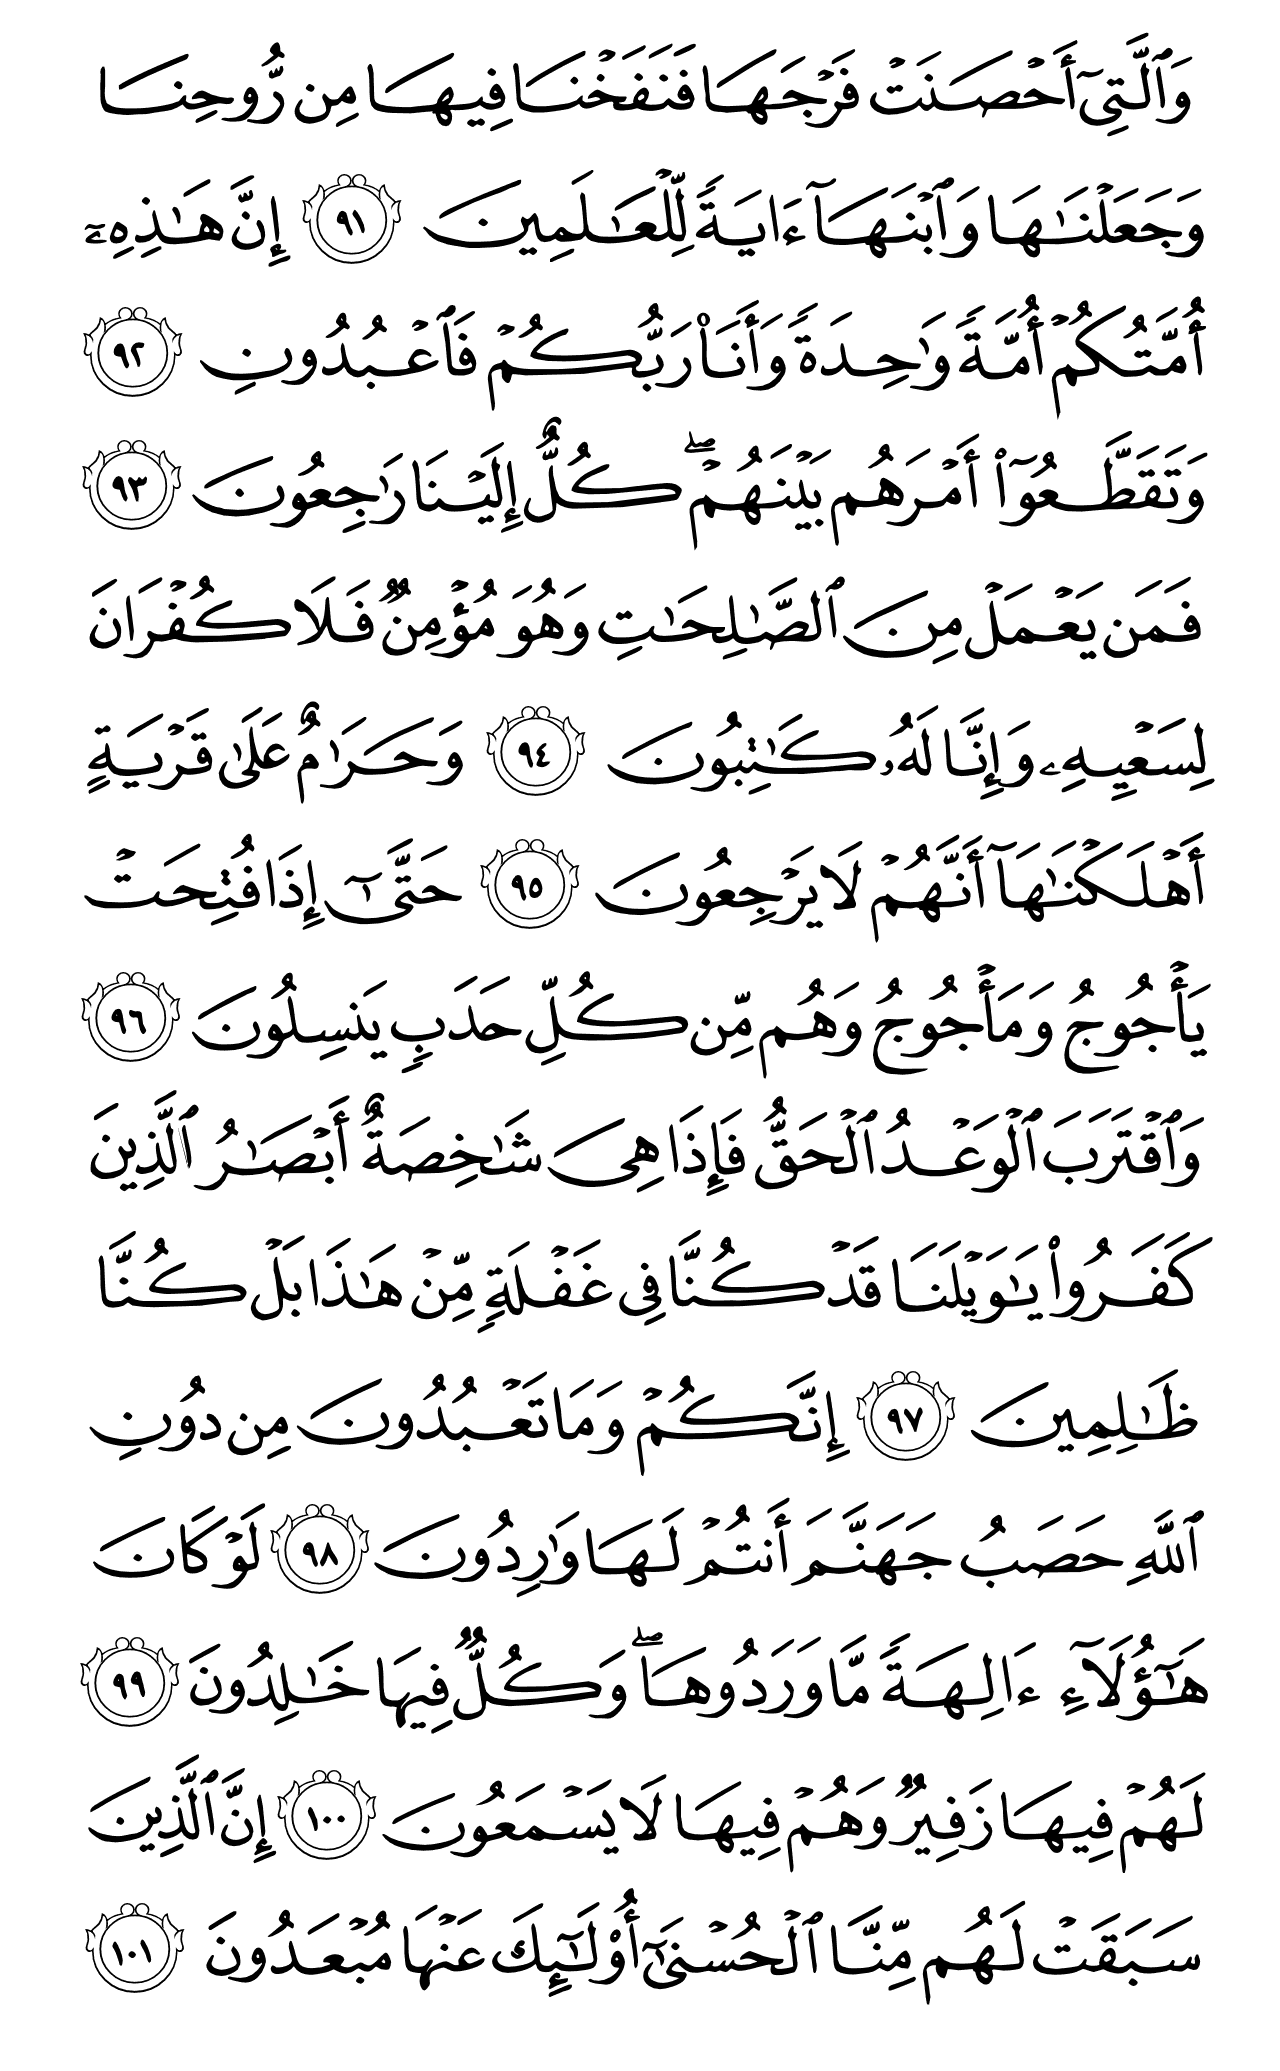 وَٱلَّتِىٓ أَحْصَنَتْ فَرْجَهَا فَنَفَخْنَا فِيهَا مِن رُّوحِنَا
وَجَعَلْنَٰهَا وَٱبْنَهَآ ءَايَةً لِّلْعَٰلَمِينَ ٩١ إِنَّ هَٰذِهِۦٓ
أُمَّتُكُمْ أُمَّةً وَٰحِدَةً وَأَنَا۠ رَبُّكُمْ فَٱعْبُدُونِ ٩٢
وَتَقَطَّعُوٓا۟ أَمْرَهُم بَيْنَهُمْ ۖ كُلٌّ إِلَيْنَا رَٰجِعُونَ ٩٣
فَمَن يَعْمَلْ مِنَ ٱلصَّٰلِحَٰتِ وَهُوَ مُؤْمِنٌ فَلَا كُفْرَانَ
لِسَعْيِهِۦ وَإِنَّا لَهُۥ كَٰتِبُونَ ٩٤ وَحَرَٰمٌ عَلَىٰ قَرْيَةٍ
أَهْلَكْنَٰهَآ أَنَّهُمْ لَا يَرْجِعُونَ ٩٥ حَتَّىٰٓ إِذَا فُتِحَتْ
يَأْجُوجُ وَمَأْجُوجُ وَهُم مِّن كُلِّ حَدَبٍ يَنسِلُونَ ٩٦
وَٱقْتَرَبَ ٱلْوَعْدُ ٱلْحَقُّ فَإِذَا هِىَ شَٰخِصَةٌ أَبْصَٰرُ ٱلَّذِينَ
كَفَرُوا۟ يَٰوَيْلَنَا قَدْ كُنَّا فِى غَفْلَةٍ مِّنْ هَٰذَا بَلْ كُنَّا
ظَٰلِمِينَ ٩٧ إِنَّكُمْ وَمَا تَعْبُدُونَ مِن دُونِ
ٱللَّهِ حَصَبُ جَهَنَّمَ أَنتُمْ لَهَا وَٰرِدُونَ ٩٨ لَوْ كَانَ
هَٰٓؤُلَآءِ ءَالِهَةً مَّا وَرَدُوهَا ۖ وَكُلٌّ فِيهَا خَٰلِدُونَ ٩٩
لَهُمْ فِيهَا زَفِيرٌ وَهُمْ فِيهَا لَا يَسْمَعُونَ ١٠٠ إِنَّ ٱلَّذِينَ
سَبَقَتْ لَهُم مِّنَّا ٱلْحُسْنَىٰٓ أُو۟لَٰٓئِكَ عَنْهَا مُبْعَدُونَ ١٠١